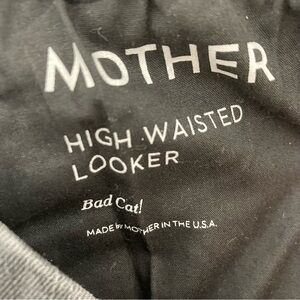 MOTHER
HIGH WAISTED
LOOKER
Bad Cat!
MADE BY MOTHER IN THE U.S.A.